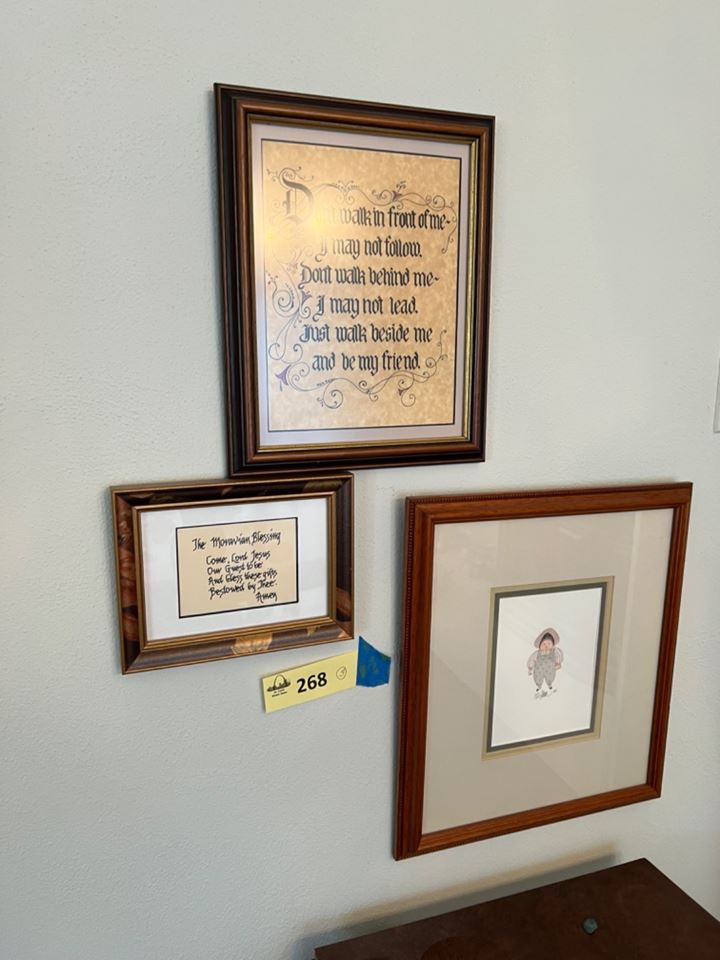 Don't walk in front of me~
I may not follow.
Dont walk behind me~
I may not lead.
Just walk beside me
and be my friend.
The Moravian Blessing
Come, Lord Jesus
Our Guest to be
And bless these gifts
Bestowed by Thee.
Amen
268
3